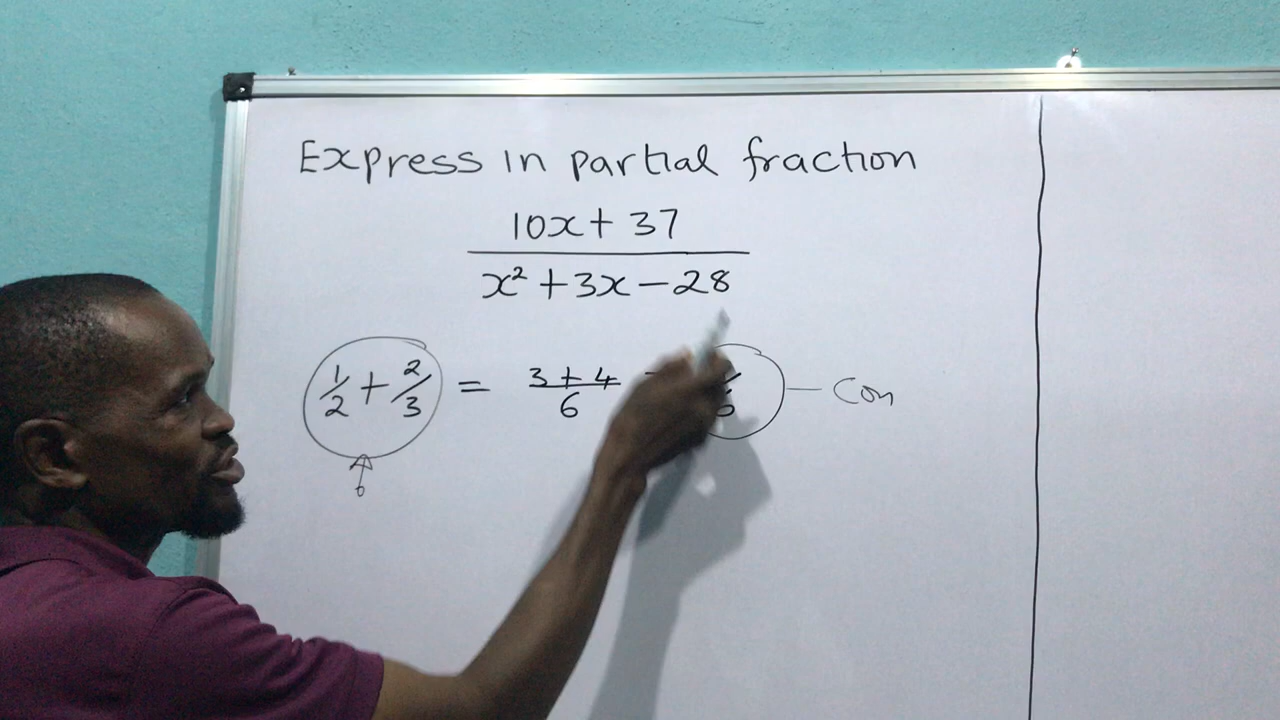 Express in partial fraction
10x + 37
x² + 3x - 28
1/2 + 2/3 = 3 + 4 / 6 - Con